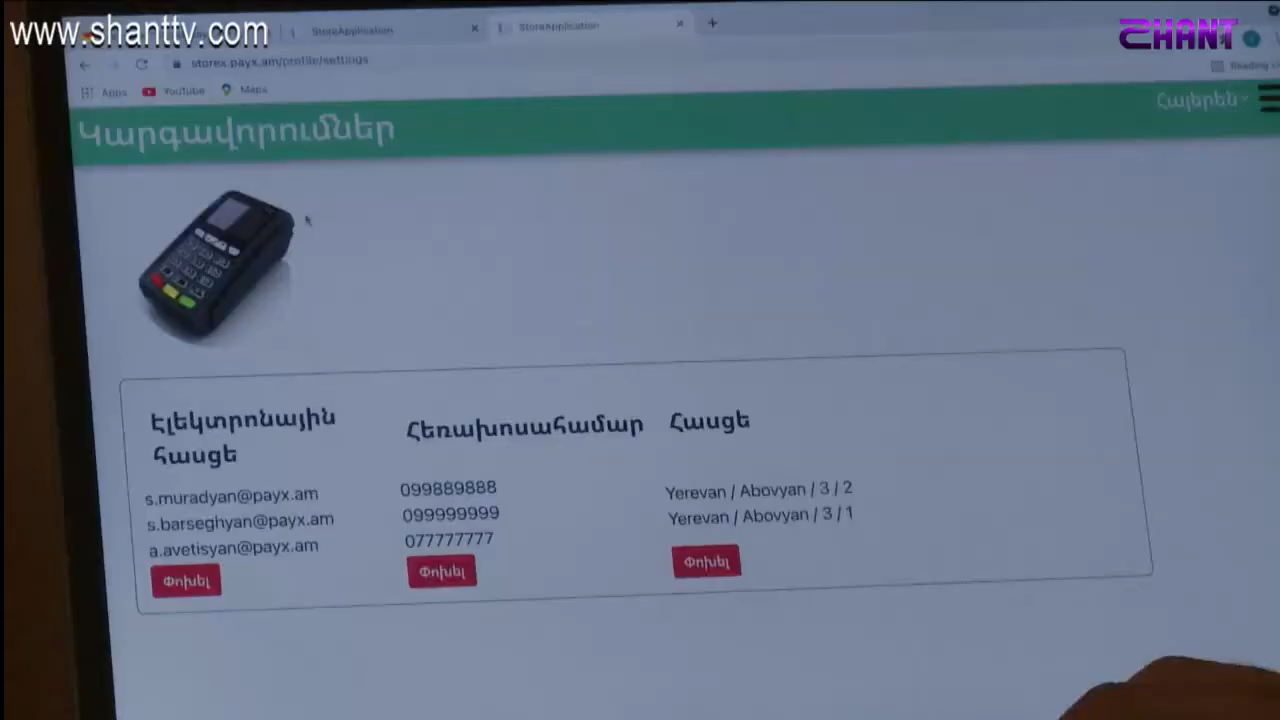 www.shanttv.com
SHANT
StoreApplication
StoreApplication
storex.payx.am/profile/settings
Reading
Apps YouTube Maps
Կարգավորումներ
Հայերեն
Էլեկտրոնային
հասցե
Հեռախոսահամար
Հասցե
s.muradyan@payx.am
s.barseghyan@payx.am
a.avetisyan@payx.am
Փոխել
099889888
099999999
077777777
Փոխել
Yerevan / Abovyan / 3 / 2
Yerevan / Abovyan / 3 / 1
Փոխել